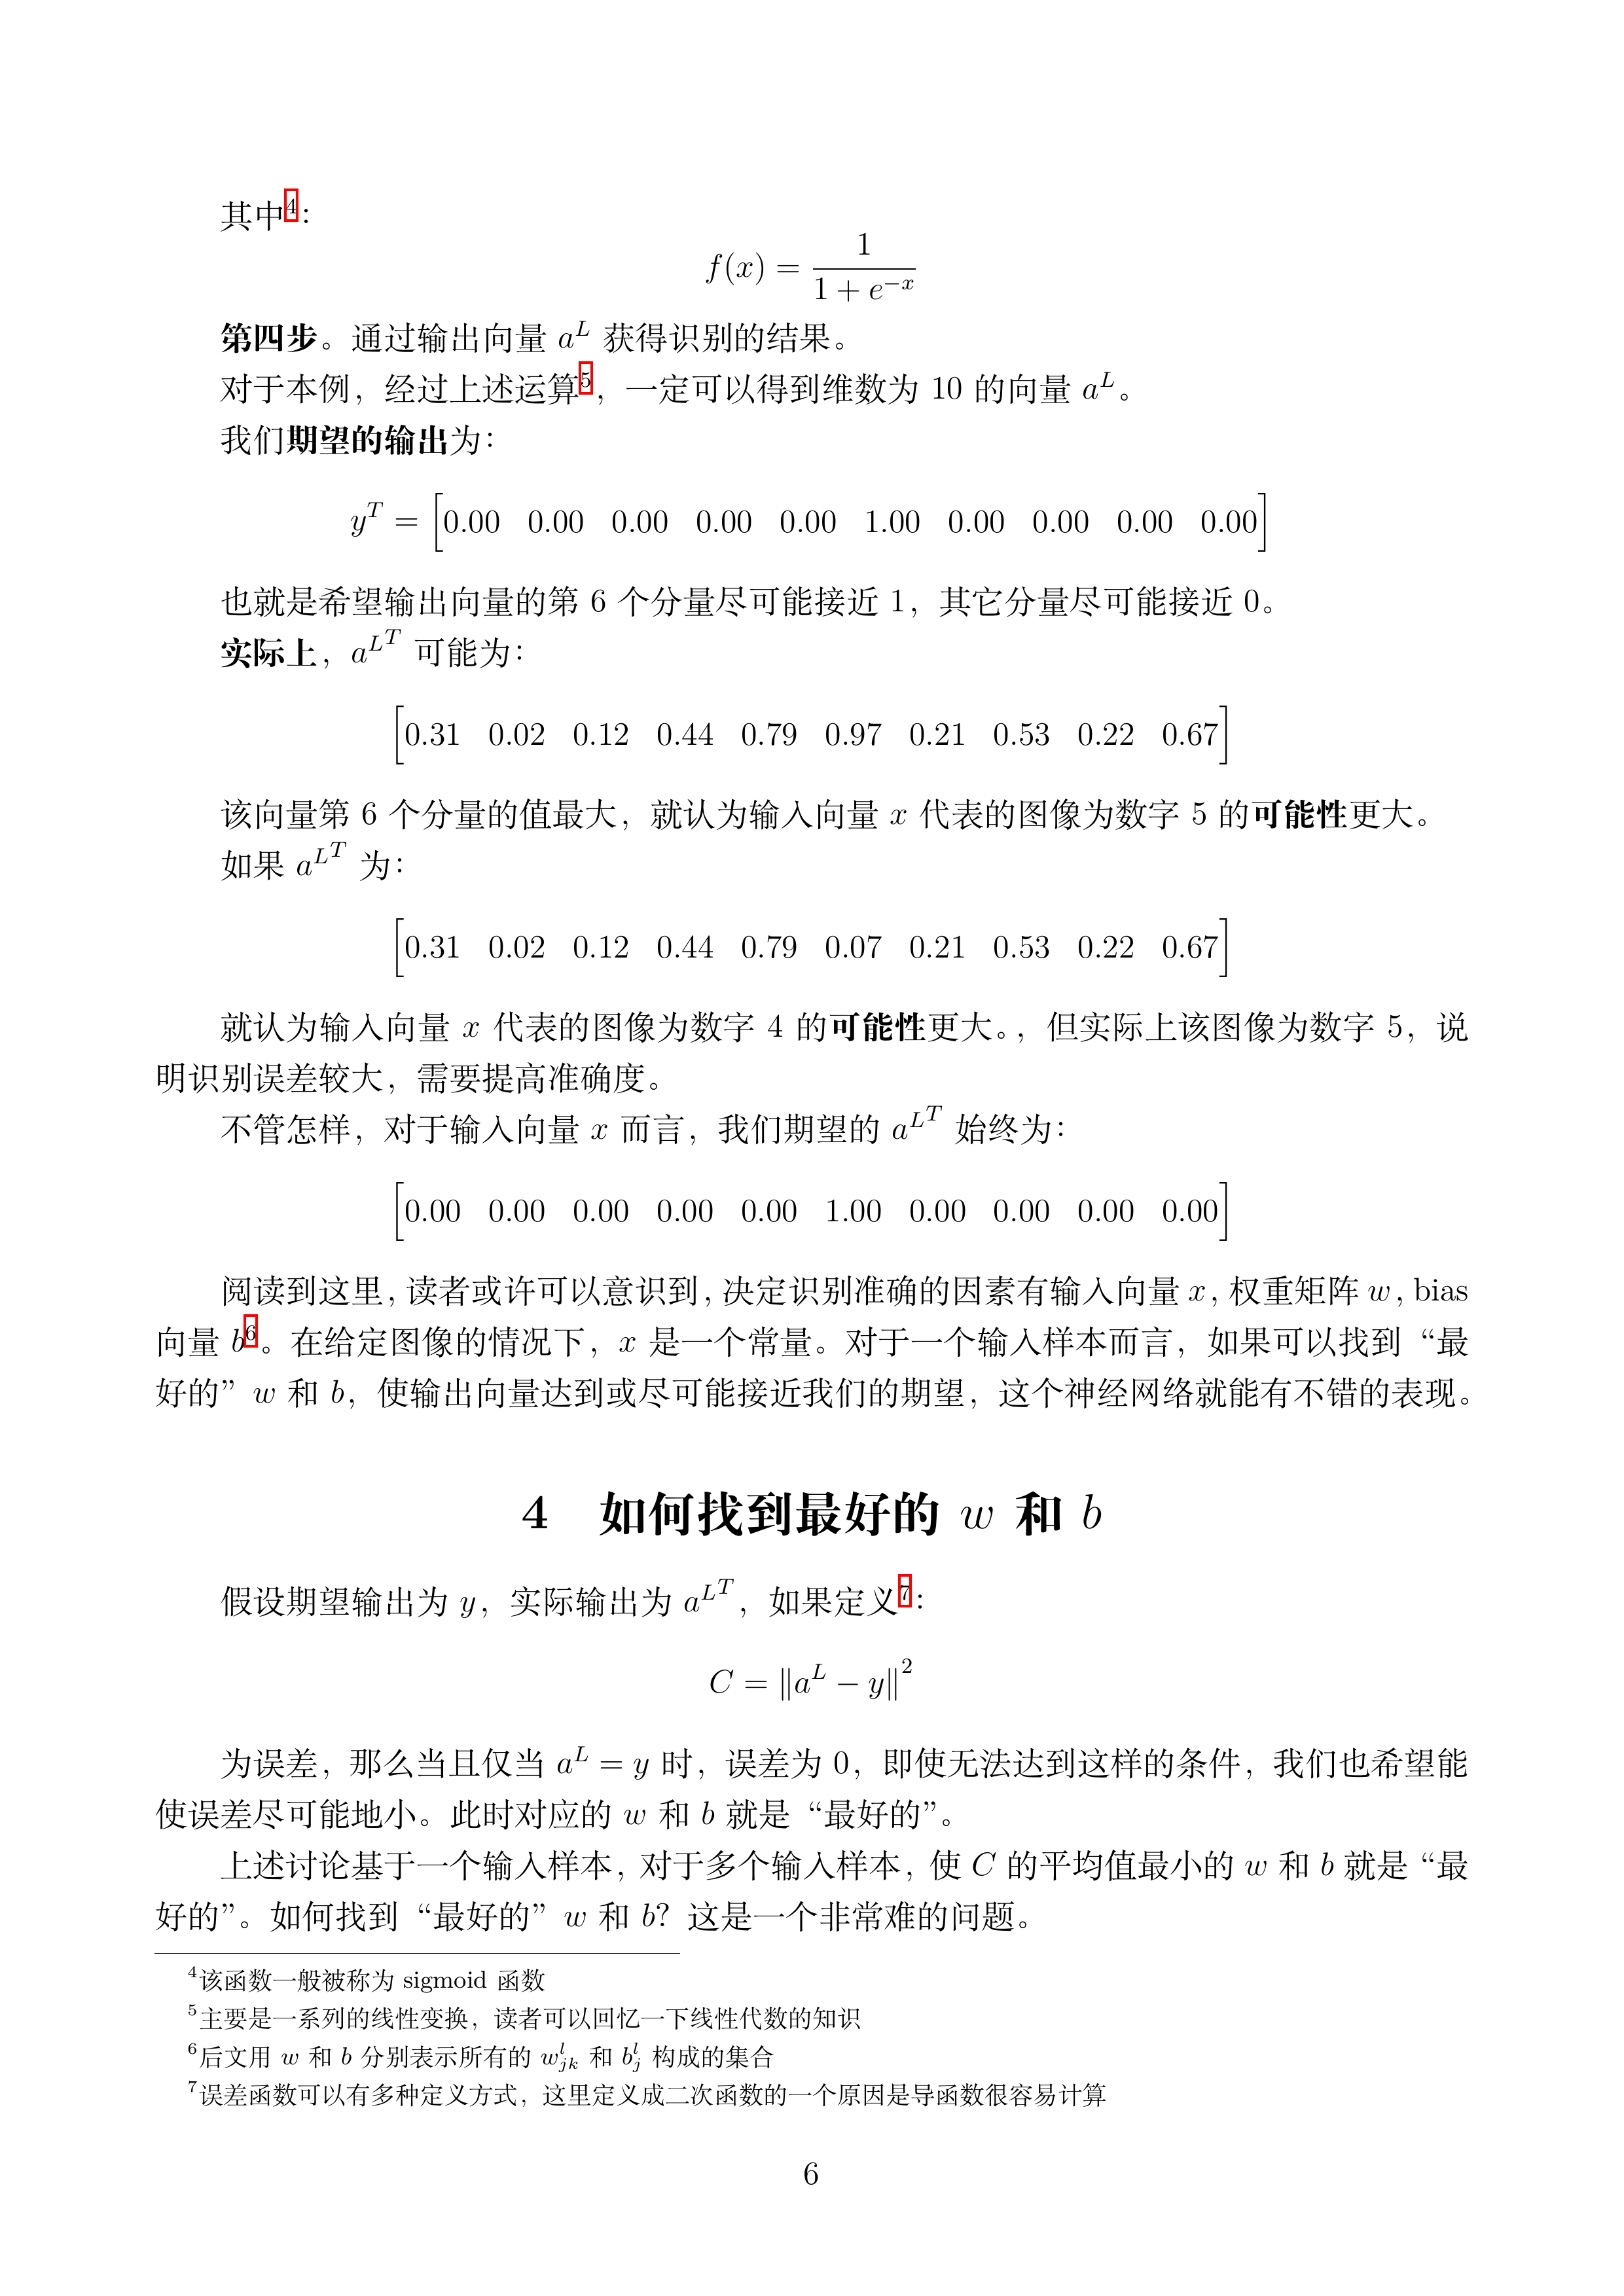 其中4：
f(x) = 1 / (1 + e^{−x})
第四步。通过输出向量 a^L 获得识别的结果。
对于本例，经过上述运算5，一定可以得到维数为 10 的向量 a^L。
我们期望的输出为：
y^T = [0.00 0.00 0.00 0.00 0.00 1.00 0.00 0.00 0.00 0.00]
也就是希望输出向量的第 6 个分量尽可能接近 1，其它分量尽可能接近 0。
实际上，a^{L^T} 可能为：
[0.31 0.02 0.12 0.44 0.79 0.97 0.21 0.53 0.22 0.67]
该向量第 6 个分量的值最大，就认为输入向量 x 代表的图像为数字 5 的可能性更大。
如果 a^{L^T} 为：
[0.31 0.02 0.12 0.44 0.79 0.07 0.21 0.53 0.22 0.67]
就认为输入向量 x 代表的图像为数字 4 的可能性更大。，但实际上该图像为数字 5，说
明识别误差较大，需要提高准确度。
不管怎样，对于输入向量 x 而言，我们期望的 a^{L^T} 始终为：
[0.00 0.00 0.00 0.00 0.00 1.00 0.00 0.00 0.00 0.00]
阅读到这里，读者或许可以意识到，决定识别准确的因素有输入向量 x，权重矩阵 w，bias
向量 b6。在给定图像的情况下，x 是一个常量。对于一个输入样本而言，如果可以找到“最
好的”w 和 b，使输出向量达到或尽可能接近我们的期望，这个神经网络就能有不错的表现。
4 如何找到最好的 w 和 b
假设期望输出为 y，实际输出为 a^{L^T}，如果定义7：
C = ‖a^L − y‖^2
为误差，那么当且仅当 a^L = y 时，误差为 0，即使无法达到这样的条件，我们也希望能
使误差尽可能地小。此时对应的 w 和 b 就是“最好的”。
上述讨论基于一个输入样本，对于多个输入样本，使 C 的平均值最小的 w 和 b 就是“最
好的”。如何找到“最好的”w 和 b？这是一个非常难的问题。
4该函数一般被称为 sigmoid 函数
5主要是一系列的线性变换，读者可以回忆一下线性代数的知识
6后文用 w 和 b 分别表示所有的 w^l_{jk} 和 b^l_j 构成的集合
7误差函数可以有多种定义方式，这里定义成二次函数的一个原因是导函数很容易计算
6